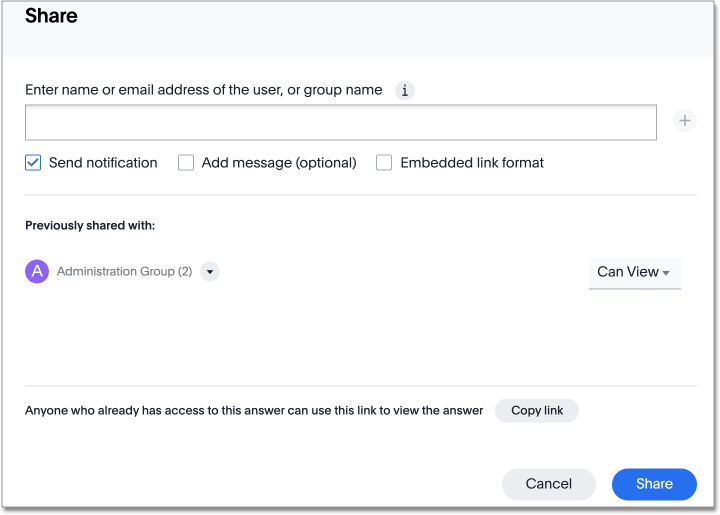 Share
Enter name or email address of the user, or group name i
+
Send notification Add message (optional) Embedded link format
Previously shared with:
A Administration Group (2) Can View
Anyone who already has access to this answer can use this link to view the answer Copy link
Cancel Share